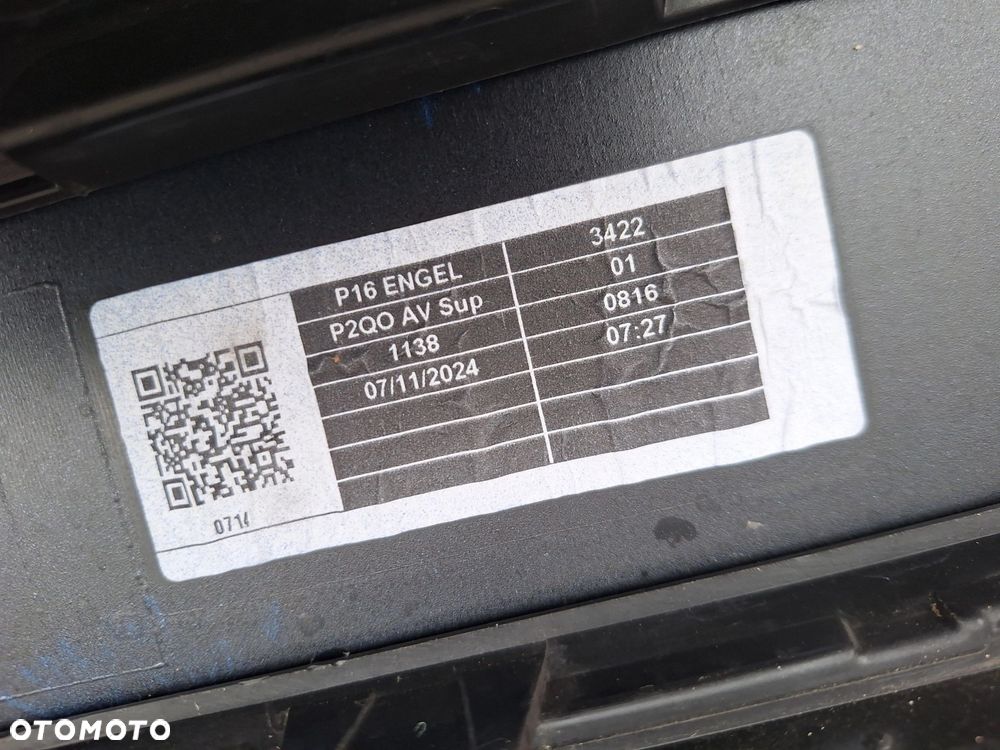 P16 ENGEL 3422
P2QO AV Sup 01
1138 0816
07/11/2024 07:27
071
OTOMOTO